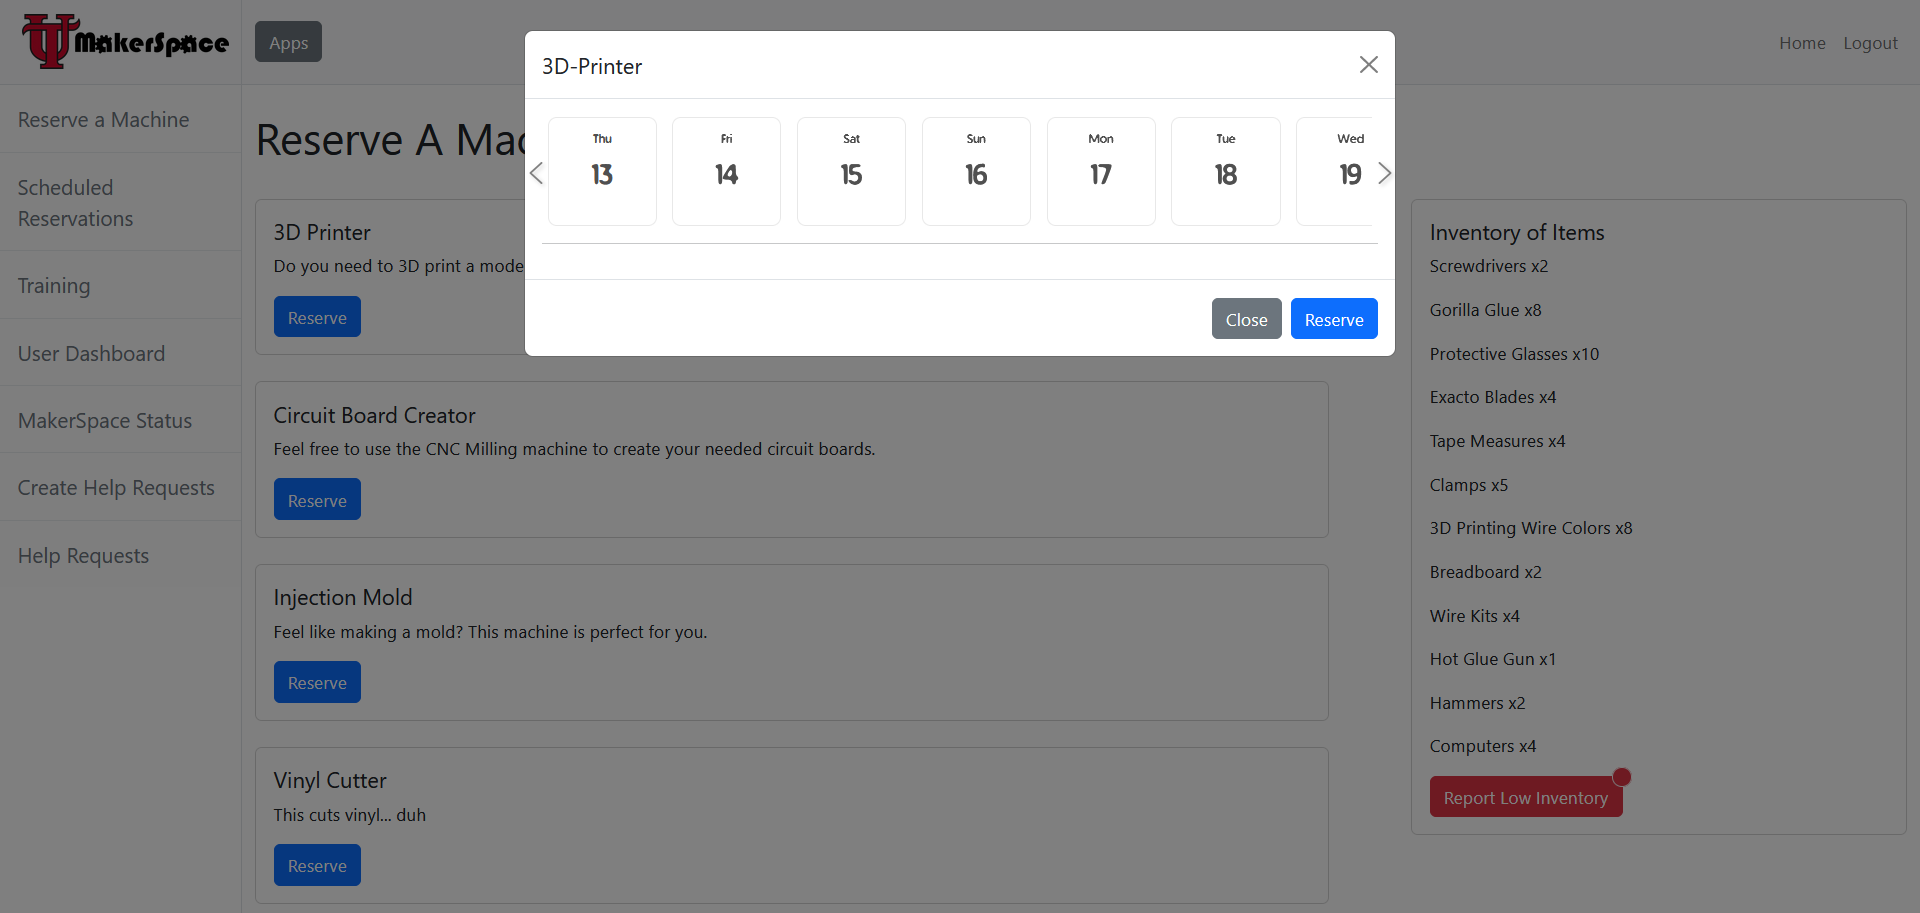 MakerSpace
Apps
Home
Logout
Reserve a Machine
Scheduled
Reservations
Training
User Dashboard
MakerSpace Status
Create Help Requests
Help Requests
Reserve A Mac
3D-Printer
Thu
13
Fri
14
Sat
15
Sun
16
Mon
17
Tue
18
Wed
19
Close
Reserve
3D Printer
Do you need to 3D print a mode
Reserve
Circuit Board Creator
Feel free to use the CNC Milling machine to create your needed circuit boards.
Reserve
Injection Mold
Feel like making a mold? This machine is perfect for you.
Reserve
Vinyl Cutter
This cuts vinyl... duh
Reserve
Inventory of Items
Screwdrivers x2
Gorilla Glue x8
Protective Glasses x10
Exacto Blades x4
Tape Measures x4
Clamps x5
3D Printing Wire Colors x8
Breadboard x2
Wire Kits x4
Hot Glue Gun x1
Hammers x2
Computers x4
Report Low Inventory